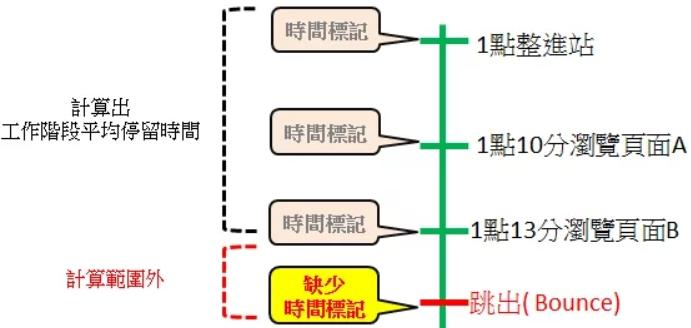 時間標記
1點整進站
計算出
工作階段平均停留時間
時間標記
1點10分瀏覽頁面A
時間標記
1點13分瀏覽頁面B
計算範圍外
缺少
時間標記
跳出( Bounce)